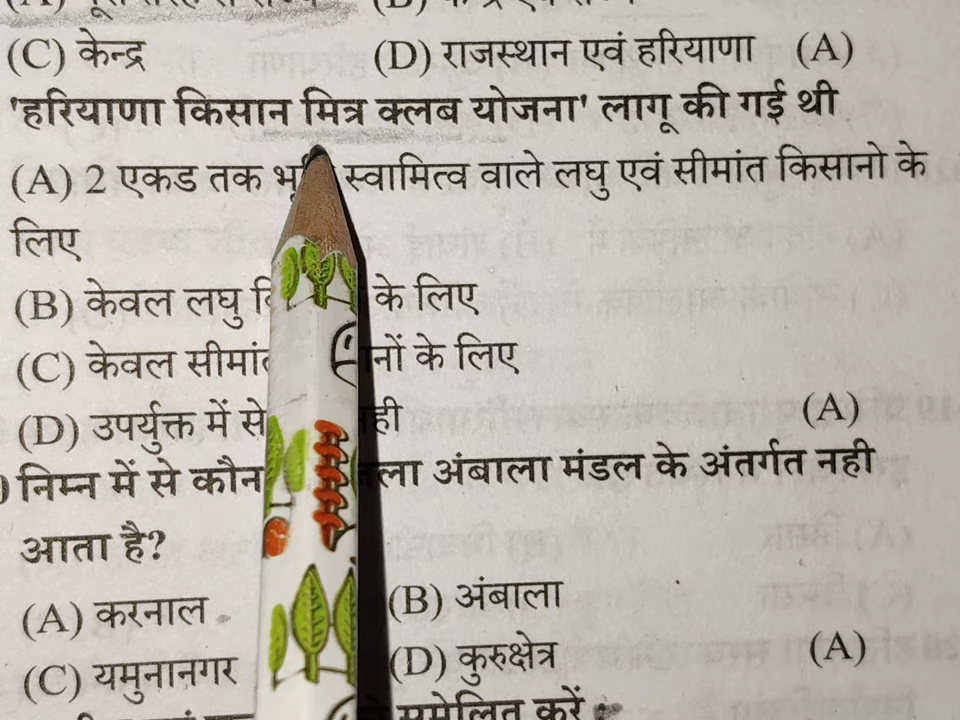 (C) केन्द्र (D) राजस्थान एवं हरियाणा (A)
'हरियाणा किसान मित्र क्लब योजना' लागू की गई थी
(A) 2 एकड तक स्वामित्व वाले लघु एवं सीमांत किसानो के
लिए
(B) केवल लघु के लिए
(C) केवल के लिए
(D) उपर्युक्त में से (A)
निम्न में से कौन अंबाला मंडल के अंतर्गत नही
आता है?
(A) करनाल (B) अंबाला
(C) यमुनानगर (D) कुरुक्षेत्र (A)